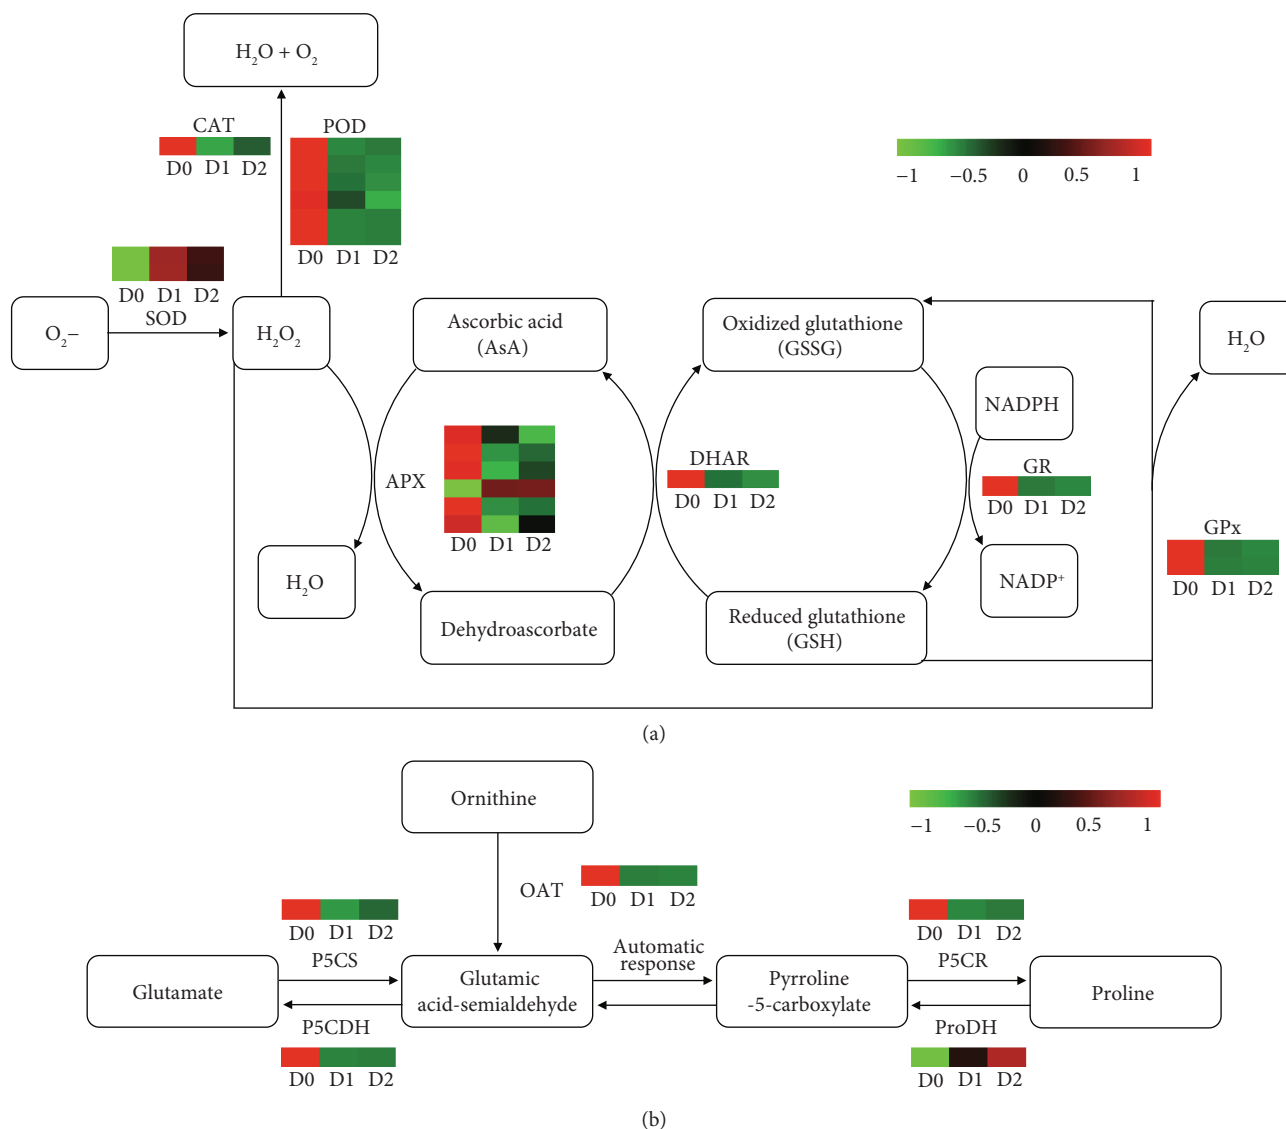 H₂O + O₂
CAT
D0 D1 D2
POD
D0 D1 D2
−1 −0.5 0 0.5 1
D0 D1 D2
SOD
O₂−
H₂O₂
Ascorbic acid
(AsA)
Oxidized glutathione
(GSSG)
H₂O
NADPH
APX
D0 D1 D2
DHAR
D0 D1 D2
GR
D0 D1 D2
GPx
D0 D1 D2
H₂O
NADP⁺
Dehydroascorbate
Reduced glutathione
(GSH)
(a)
Ornithine
−1 −0.5 0 0.5 1
OAT
D0 D1 D2
D0 D1 D2
P5CS
Automatic
response
D0 D1 D2
P5CR
Glutamate
Glutamic
acid-semialdehyde
Pyrroline
-5-carboxylate
Proline
P5CDH
D0 D1 D2
ProDH
D0 D1 D2
(b)